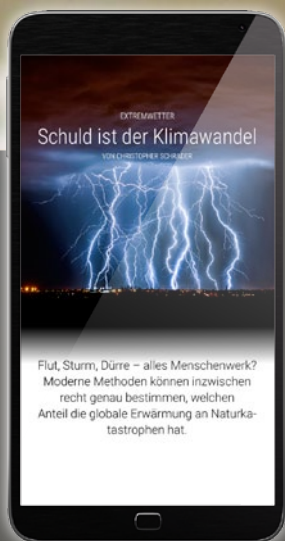 EXTREMWETTER
Schuld ist der Klimawandel
VON CHRISTOPHER SCHRADER
Flut, Sturm, Dürre – alles Menschenwerk?
Moderne Methoden können inzwischen
recht genau bestimmen, welchen
Anteil die globale Erwärmung an Naturka-
tastrophen hat.